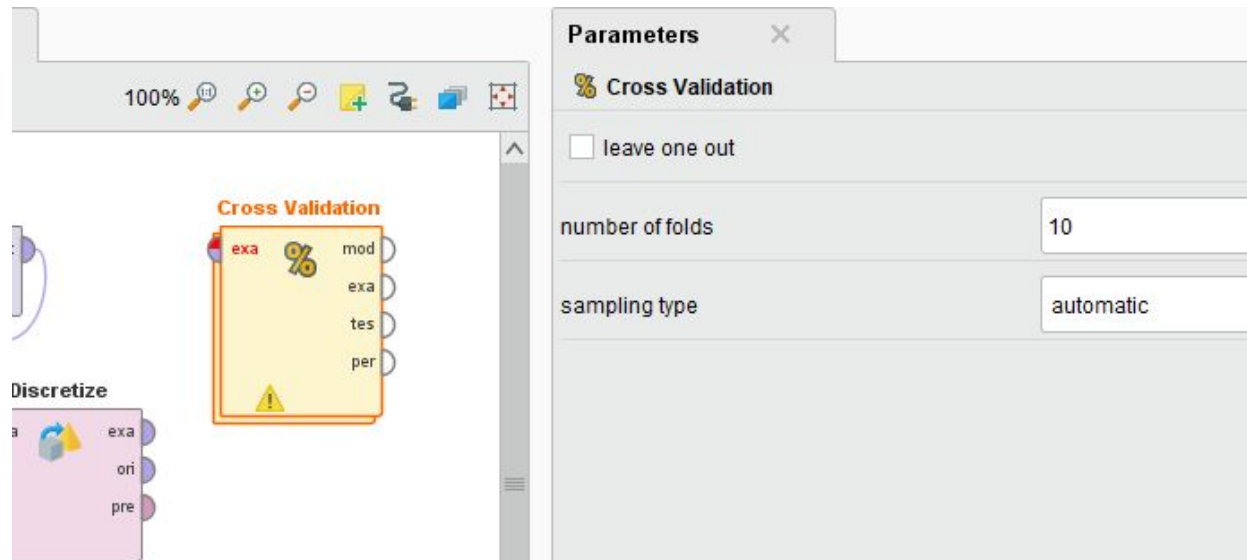 Parameters
100%
Cross Validation
leave one out
Cross Validation
exa
mod
number of folds
10
exa
tes
sampling type
automatic
per
Discretize
exa
ori
pre